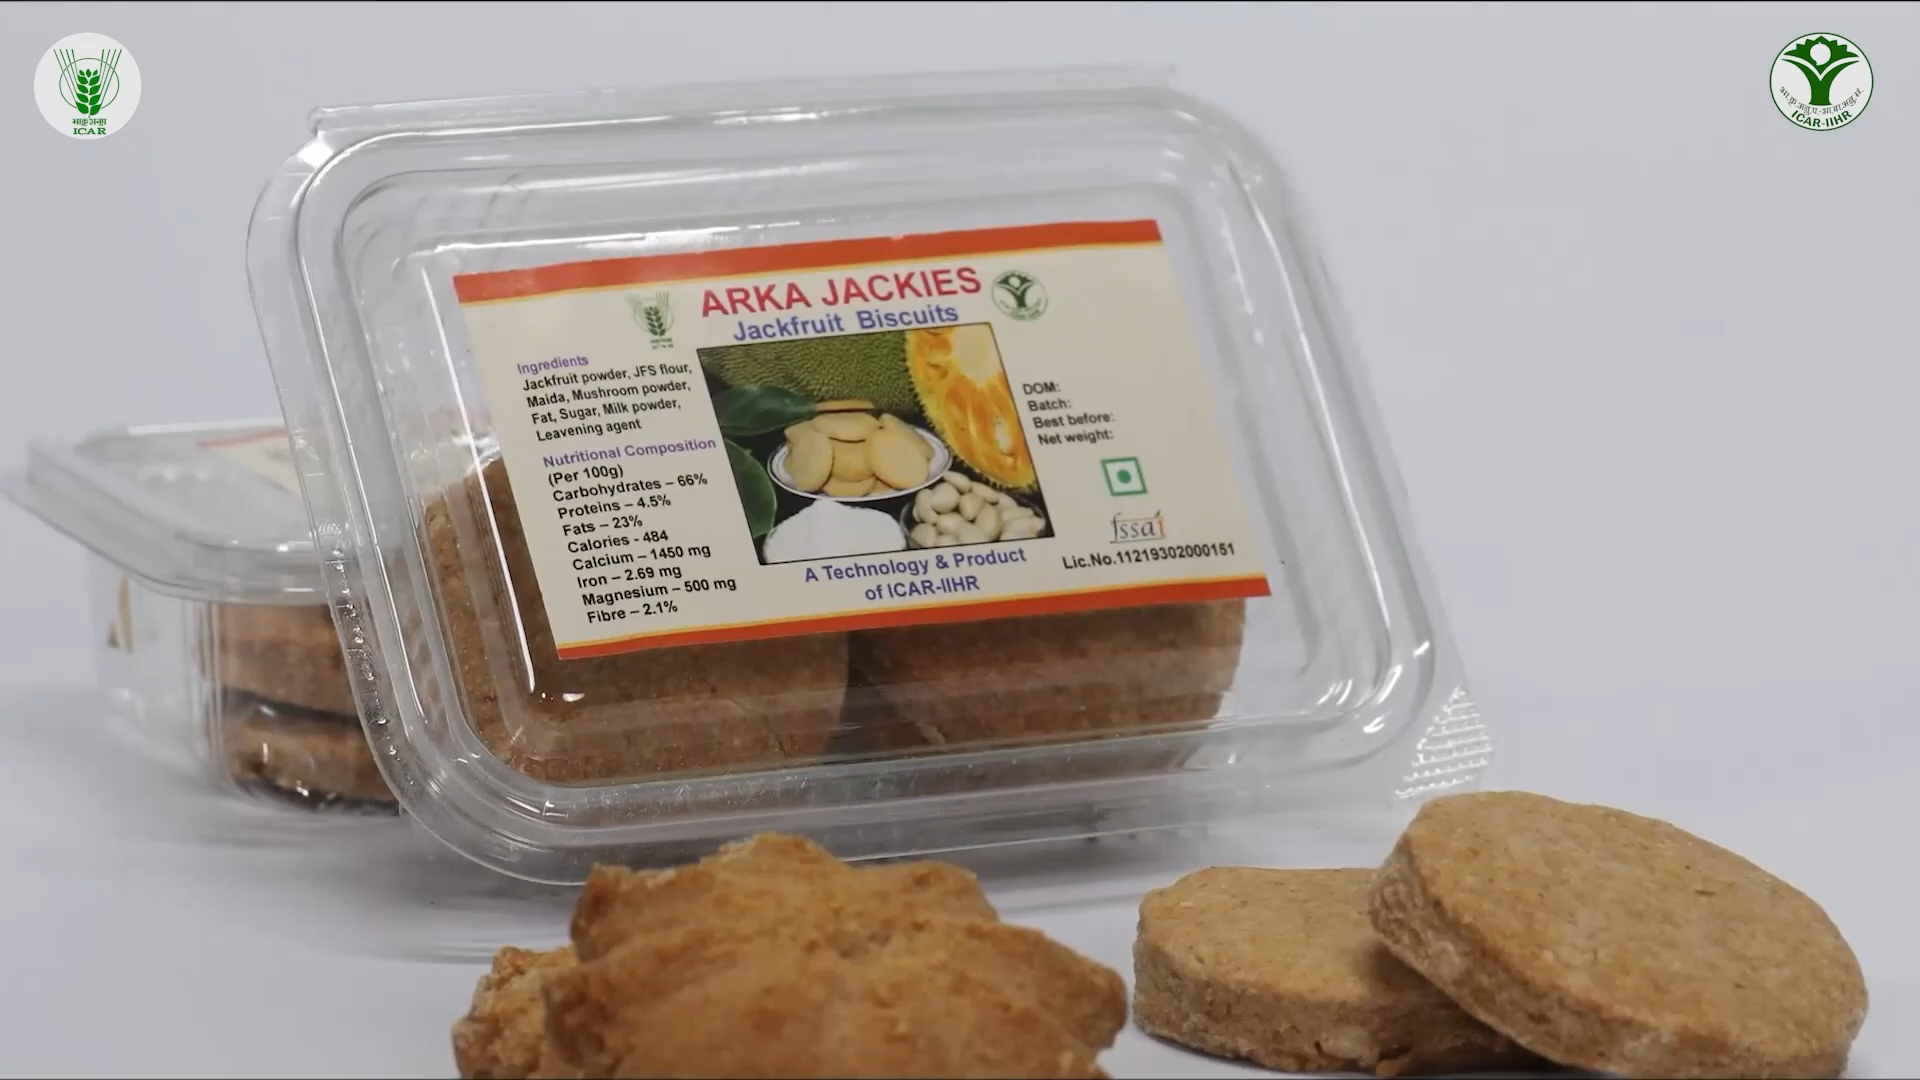 भाकृअनुप
ICAR
ICAR-IIHR
ARKA JACKIES
Jackfruit Biscuits
Ingredients
Jackfruit powder, JFS flour,
Maida, Mushroom powder,
Fat, Sugar, Milk powder,
Leavening agent
Nutritional Composition
(Per 100g)
Carbohydrates – 66%
Proteins – 4.5%
Fats – 23%
Calories - 484
Calcium – 1450 mg
Iron – 2.69 mg
Magnesium – 500 mg
Fibre – 2.1%
DOM:
Batch:
Best before:
Net weight:
fssai
Lic.No.11219302000151
A Technology & Product
of ICAR-IIHR